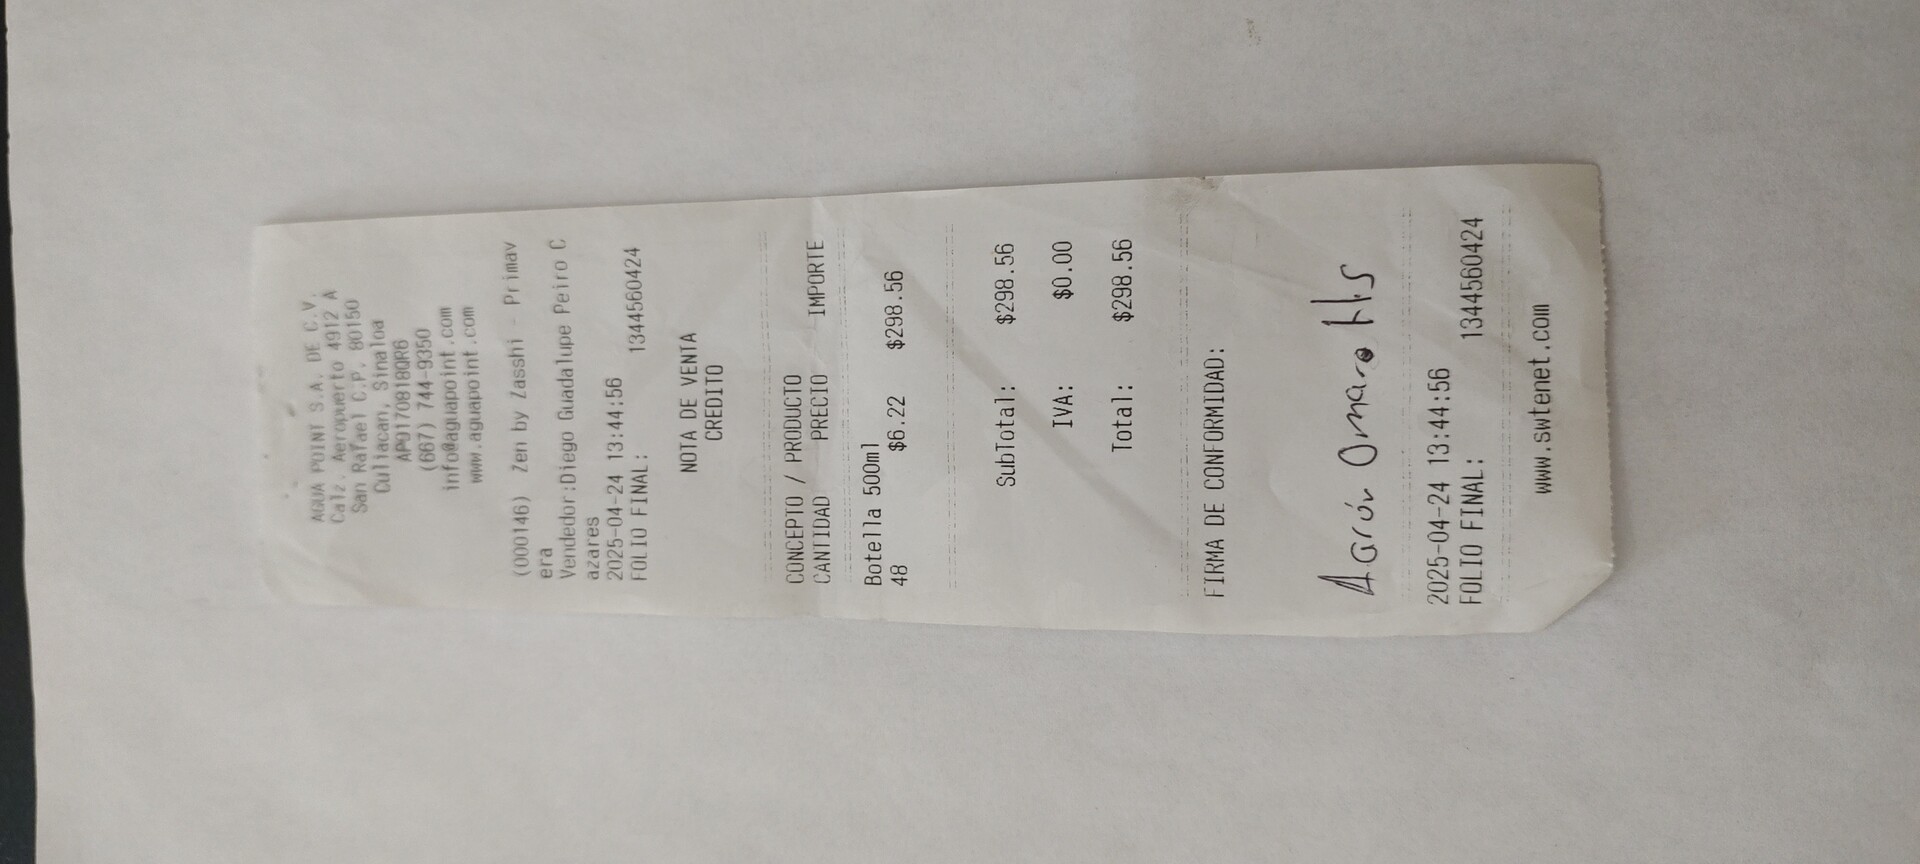 AGUA POINT S.A. DE C.V.
Calz. Aeropuerto 4912 A
San Rafael C.P. 80150
Culiacan, Sinaloa
APO170818QR6
(667) 744-9350
info@aguapoint.com
www.aguapoint.com
(000146) Zen by Zasshi - Primav
era
Vendedor:Diego Guadalupe Peiro C
azares
2025-04-24 13:44:56
FOLIO FINAL: 1344560424
NOTA DE VENTA
CREDITO
CONCEPTO / PRODUCTO
CANTIDAD PRECIO IMPORTE
Botella 500ml
48 $6.22 $298.56
SubTotal: $298.56
IVA: $0.00
Total: $298.56
FIRMA DE CONFORMIDAD:
Aarón Omar
2025-04-24 13:44:56
FOLIO FINAL: 1344560424
www.swtenet.com